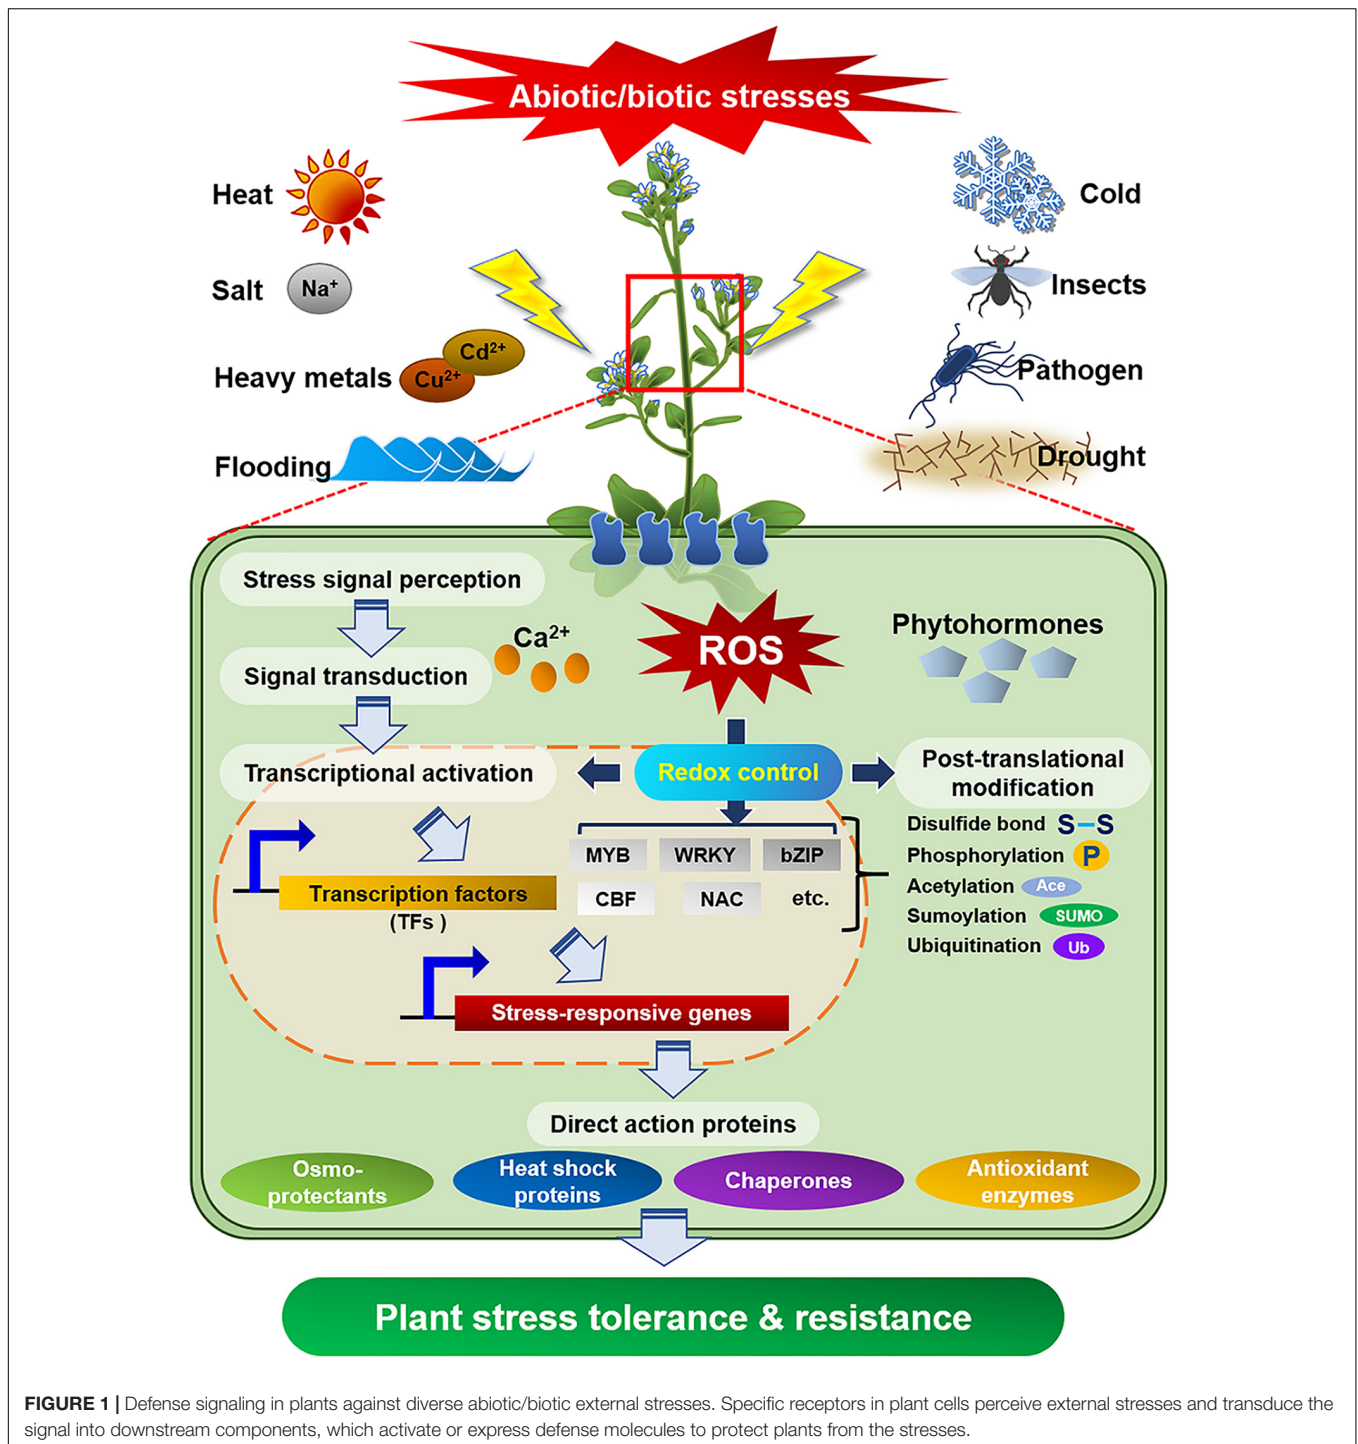 Abiotic/biotic stresses
Heat
Cold
Salt
Na⁺
Insects
Heavy metals
Cu²⁺
Cd²⁺
Pathogen
Flooding
Drought
Stress signal perception
Signal transduction
Ca²⁺
ROS
Phytohormones
Transcriptional activation
Redox control
Post-translational
modification
Disulfide bond S–S
Phosphorylation P
Acetylation Ace
Sumoylation SUMO
Ubiquitination Ub
MYB WRKY bZIP
CBF NAC etc.
Transcription factors
(TFs )
Stress-responsive genes
Direct action proteins
Osmo-
protectants
Heat shock
proteins
Chaperones
Antioxidant
enzymes
Plant stress tolerance & resistance
FIGURE 1 | Defense signaling in plants against diverse abiotic/biotic external stresses. Specific receptors in plant cells perceive external stresses and transduce the
signal into downstream components, which activate or express defense molecules to protect plants from the stresses.